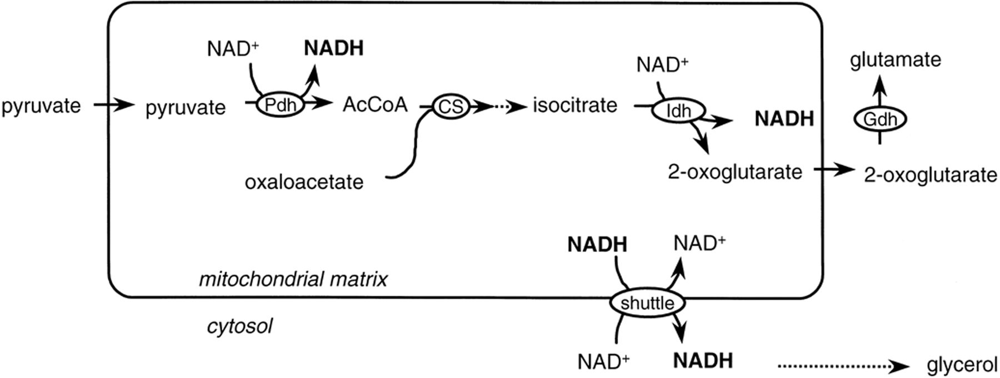 NAD⁺ NADH
NAD⁺
glutamate
pyruvate pyruvate Pdh AcCoA CS isocitrate Idh NADH Gdh
oxaloacetate 2-oxoglutarate 2-oxoglutarate
NADH NAD⁺
mitochondrial matrix
shuttle
cytosol
NAD⁺ NADH glycerol